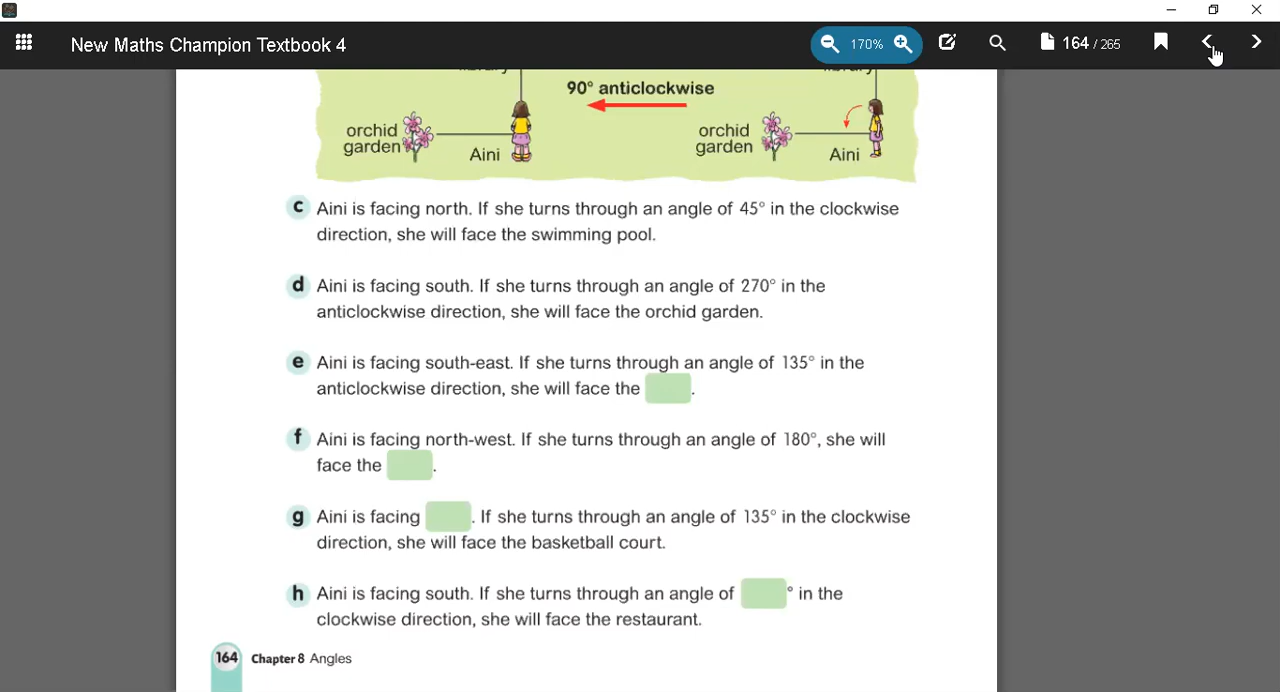 New Maths Champion Textbook 4
170%
164 / 265
library
library
90° anticlockwise
orchid
garden
Aini
orchid
garden
Aini
c Aini is facing north. If she turns through an angle of 45° in the clockwise
direction, she will face the swimming pool.
d Aini is facing south. If she turns through an angle of 270° in the
anticlockwise direction, she will face the orchid garden.
e Aini is facing south-east. If she turns through an angle of 135° in the
anticlockwise direction, she will face the .
f Aini is facing north-west. If she turns through an angle of 180°, she will
face the .
g Aini is facing . If she turns through an angle of 135° in the clockwise
direction, she will face the basketball court.
h Aini is facing south. If she turns through an angle of ° in the
clockwise direction, she will face the restaurant.
164 Chapter 8 Angles